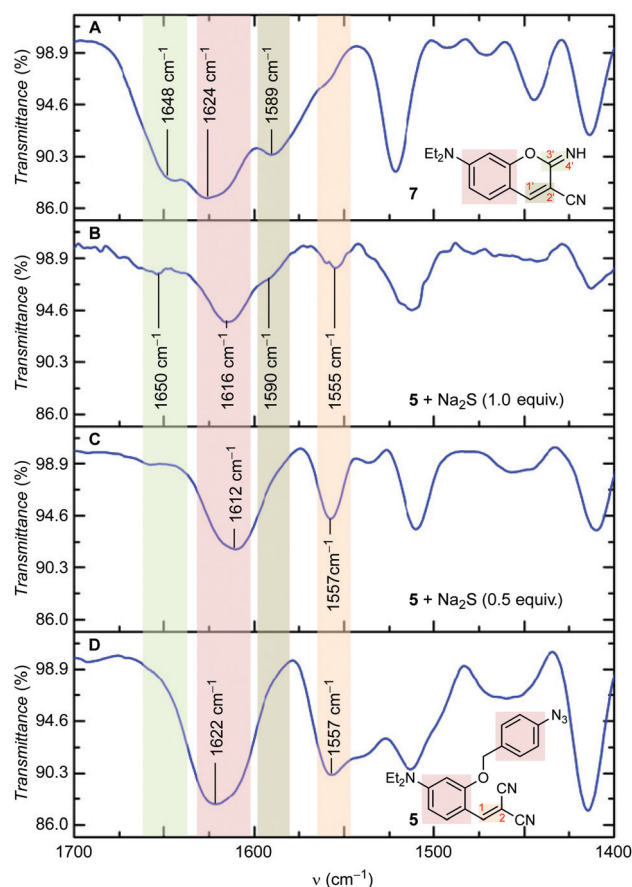 A
98.9
94.6
90.3
86.0
Transmittance (%)
1648 cm⁻¹
1624 cm⁻¹
1589 cm⁻¹
Et₂N
O
3'
NH
4'
1'
2'
CN
7
B
98.9
94.6
90.3
86.0
Transmittance (%)
1650 cm⁻¹
1616 cm⁻¹
1590 cm⁻¹
1555 cm⁻¹
5 + Na₂S (1.0 equiv.)
C
98.9
94.6
90.3
86.0
Transmittance (%)
1612 cm⁻¹
1557cm⁻¹
5 + Na₂S (0.5 equiv.)
D
98.9
94.6
90.3
86.0
Transmittance (%)
1622 cm⁻¹
1557 cm⁻¹
N₃
Et₂N
O
CN
1
2
CN
5
1700
1600
1500
1400
ν (cm⁻¹)